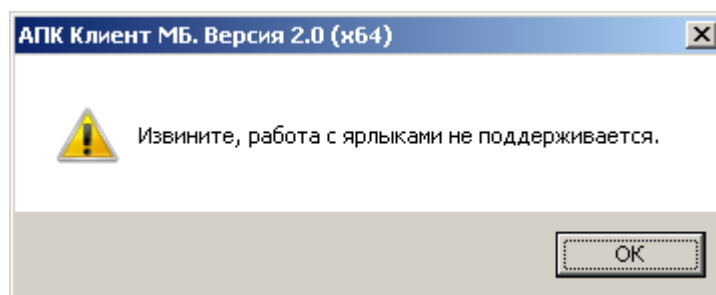 АПК Клиент МБ. Версия 2.0 (x64)
Извините, работа с ярлыками не поддерживается.
OK